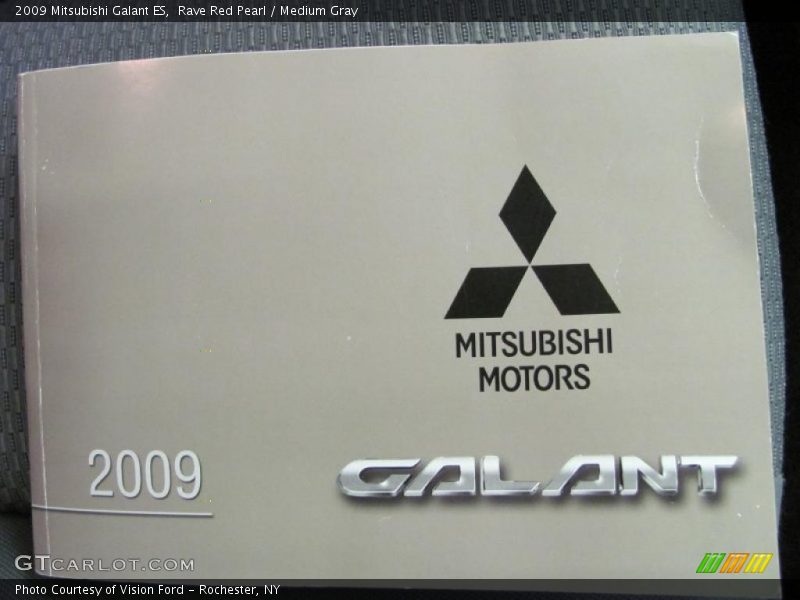 2009 Mitsubishi Galant ES,  Rave Red Pearl / Medium Gray
MITSUBISHI
MOTORS
2009
GALANT
GTCARLOT.COM
Photo Courtesy of Vision Ford - Rochester, NY